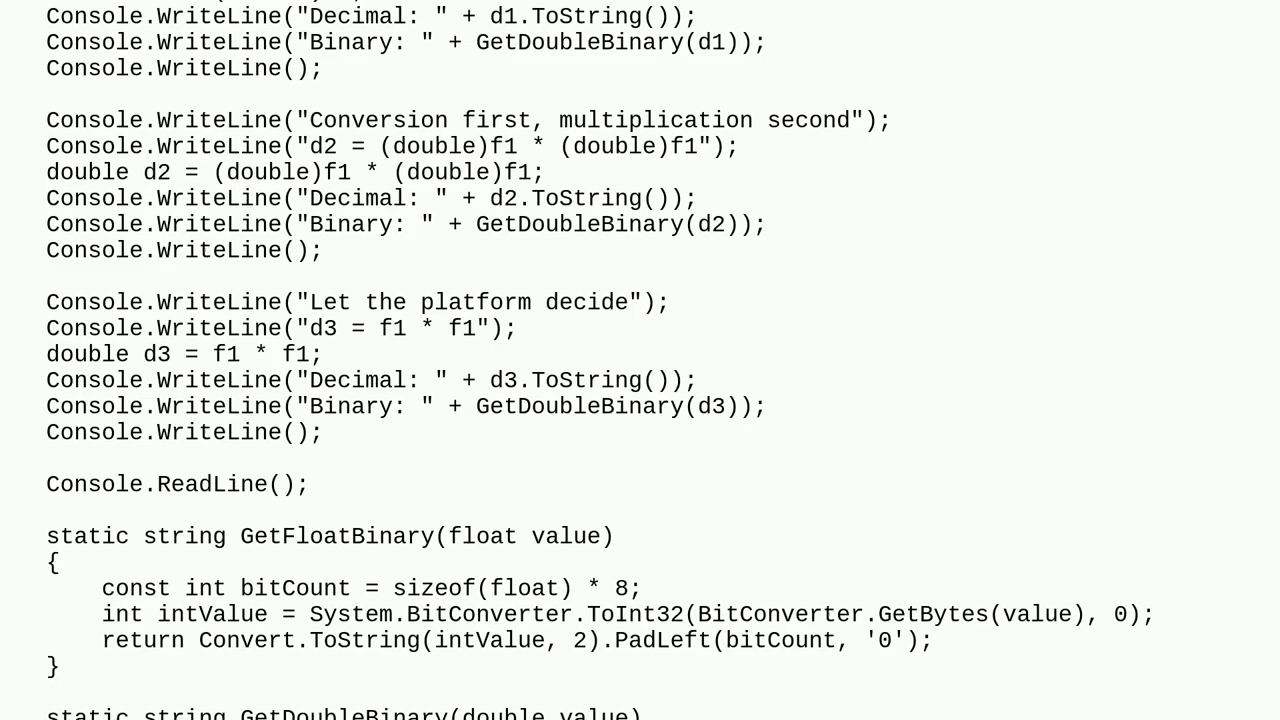 Console.WriteLine("Decimal: " + d1.ToString());
Console.WriteLine("Binary: " + GetDoubleBinary(d1));
Console.WriteLine();

Console.WriteLine("Conversion first, multiplication second");
Console.WriteLine("d2 = (double)f1 * (double)f1");
double d2 = (double)f1 * (double)f1;
Console.WriteLine("Decimal: " + d2.ToString());
Console.WriteLine("Binary: " + GetDoubleBinary(d2));
Console.WriteLine();

Console.WriteLine("Let the platform decide");
Console.WriteLine("d3 = f1 * f1");
double d3 = f1 * f1;
Console.WriteLine("Decimal: " + d3.ToString());
Console.WriteLine("Binary: " + GetDoubleBinary(d3));
Console.WriteLine();

Console.ReadLine();

static string GetFloatBinary(float value)
{
    const int bitCount = sizeof(float) * 8;
    int intValue = System.BitConverter.ToInt32(BitConverter.GetBytes(value), 0);
    return Convert.ToString(intValue, 2).PadLeft(bitCount, '0');
}

static string GetDoubleBinary(double value)